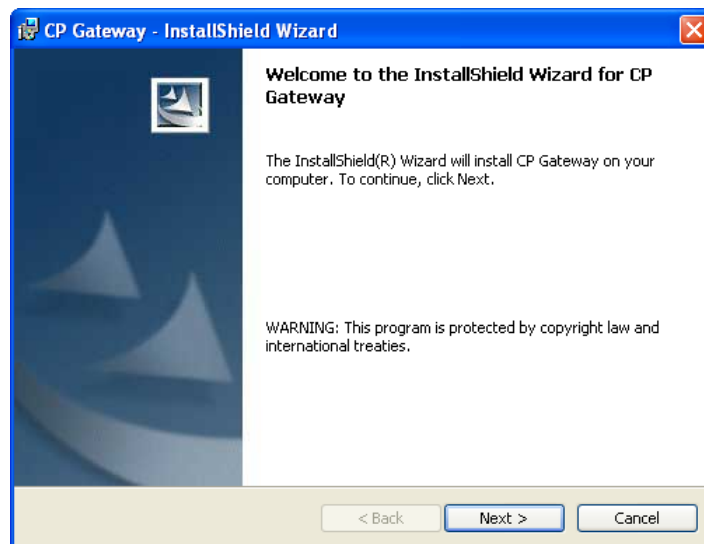 CP Gateway - InstallShield Wizard
Welcome to the InstallShield Wizard for CP
Gateway
The InstallShield(R) Wizard will install CP Gateway on your
computer. To continue, click Next.
WARNING: This program is protected by copyright law and
international treaties.
< Back
Next >
Cancel